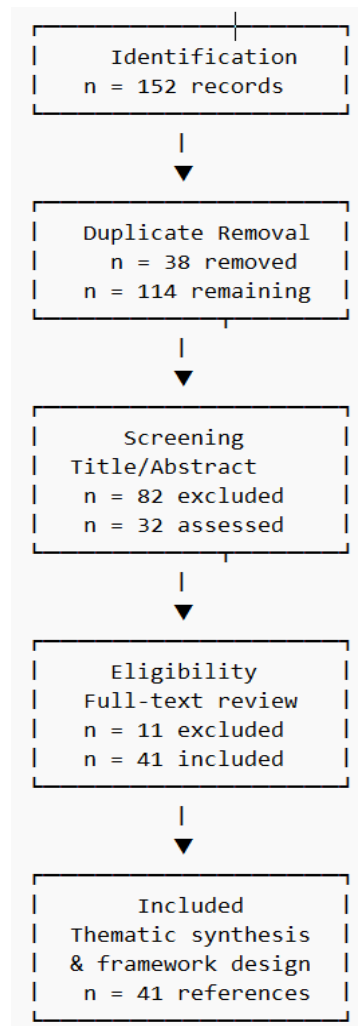 Identification
n = 152 records
Duplicate Removal
n = 38 removed
n = 114 remaining
Screening
Title/Abstract
n = 82 excluded
n = 32 assessed
Eligibility
Full-text review
n = 11 excluded
n = 41 included
Included
Thematic synthesis
& framework design
n = 41 references